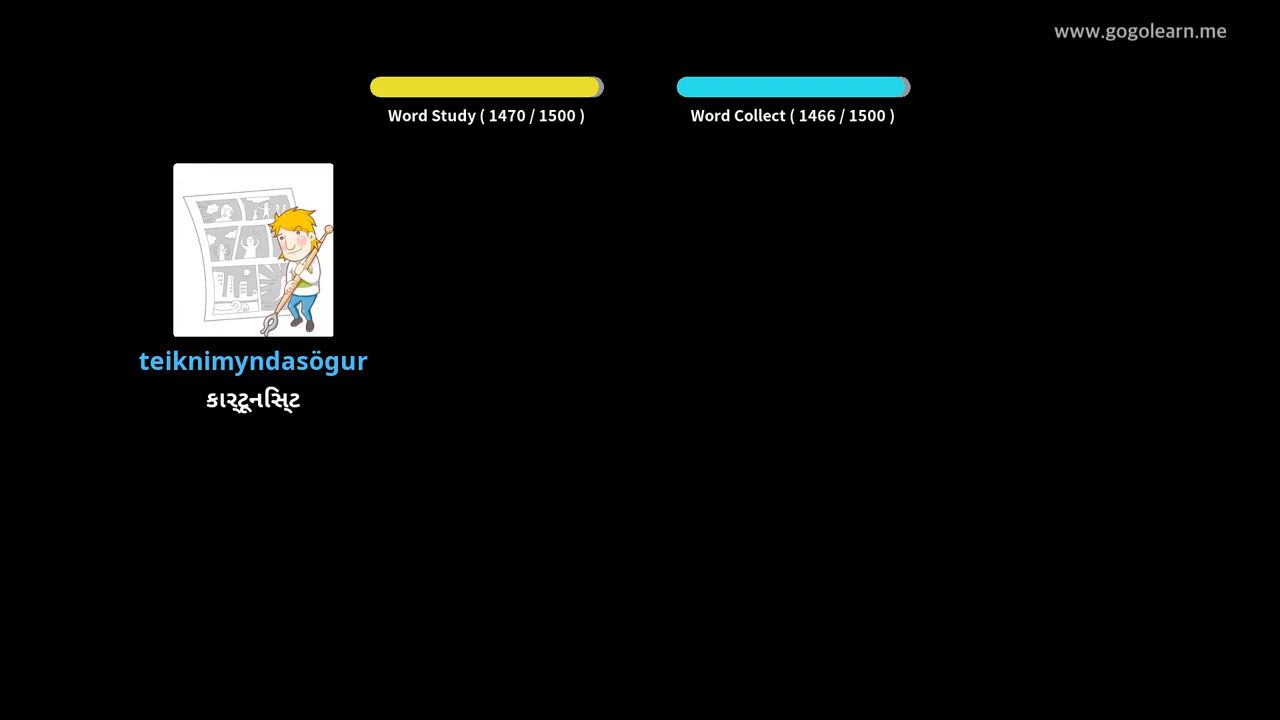 www.gogolearn.me
Word Study ( 1470 / 1500 )
Word Collect ( 1466 / 1500 )
teiknimyndasögur
કાર્ટૂનિસ્ટ